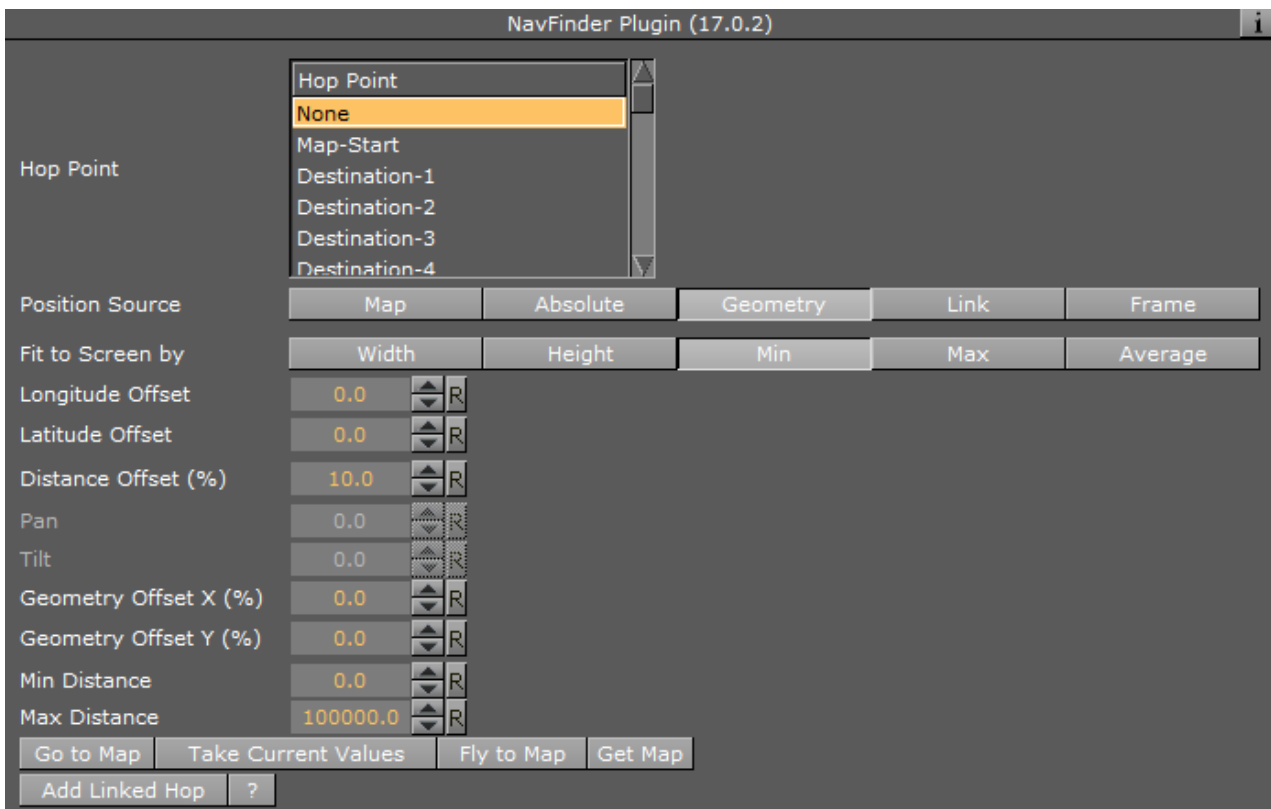 NavFinder Plugin (17.0.2) i
Hop Point
None
Map-Start
Hop Point
Destination-1
Destination-2
Destination-3
Destination-4
Position Source Map Absolute Geometry Link Frame
Fit to Screen by Width Height Min Max Average
Longitude Offset 0.0 R
Latitude Offset 0.0 R
Distance Offset (%) 10.0 R
Pan 0.0 R
Tilt 0.0 R
Geometry Offset X (%) 0.0 R
Geometry Offset Y (%) 0.0 R
Min Distance 0.0 R
Max Distance 100000.0 R
Go to Map Take Current Values Fly to Map Get Map
Add Linked Hop ?